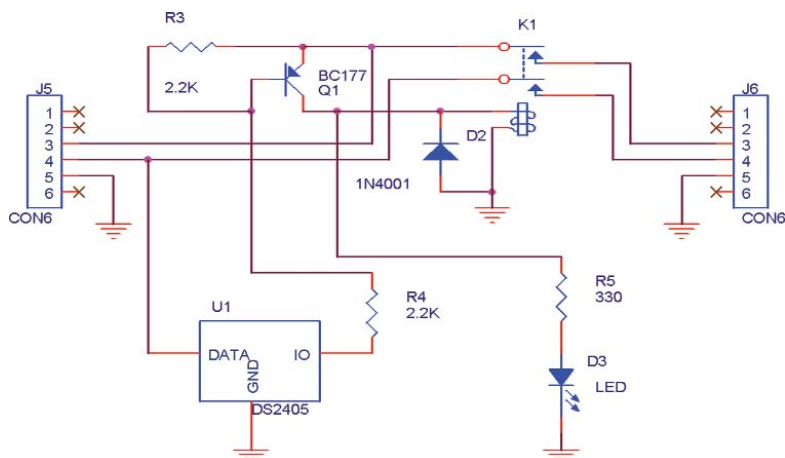 R3
K1
BC177
Q1
2.2K
J5
J6
1
2
3
4
5
6
CON6
1
2
3
4
5
6
CON6
D2
1N4001
R4
2.2K
R5
330
U1
DATA
IO
GND
DS2405
D3
LED